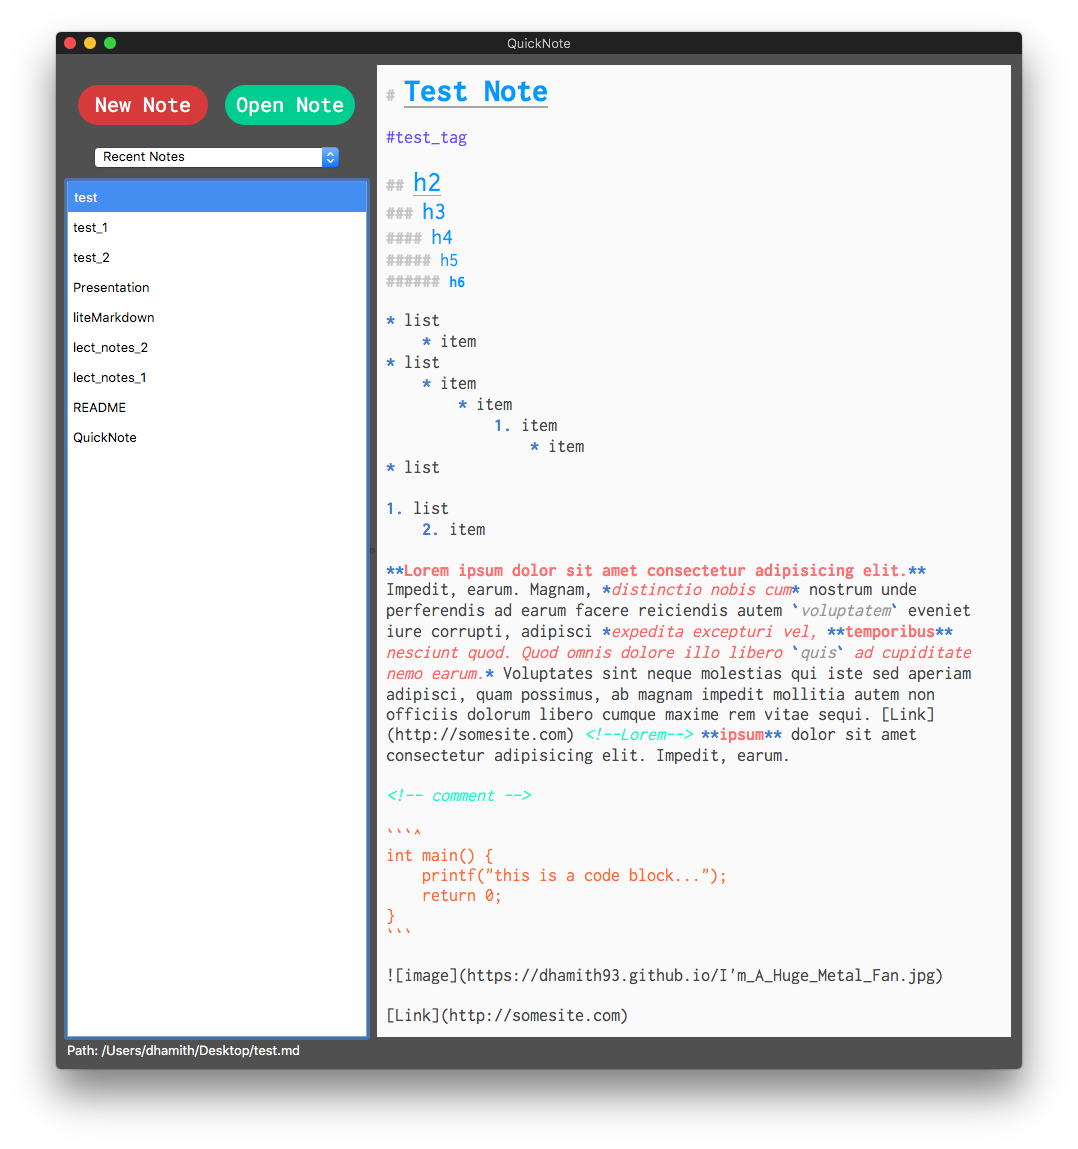 QuickNote
New Note
Open Note
Recent Notes
test
test_1
test_2
Presentation
liteMarkdown
lect_notes_2
lect_notes_1
README
QuickNote
Path: /Users/dhamith/Desktop/test.md
# Test Note
#test_tag
## h2
### h3
#### h4
##### h5
###### h6
* list
    * item
* list
    * item
        * item
            1. item
                * item
* list
1. list
    2. item
**Lorem ipsum dolor sit amet consectetur adipisicing elit.**
Impedit, earum. Magnam, *distinctio nobis cum* nostrum unde
perferendis ad earum facere reiciendis autem `voluptatem` eveniet
iure corrupti, adipisci *expedita excepturi vel, **temporibus**
nesciunt quod. Quod omnis dolore illo libero `quis` ad cupiditate
nemo earum.* Voluptates sint neque molestias qui iste sed aperiam
adipisci, quam possimus, ab magnam impedit mollitia autem non
officiis dolorum libero cumque maxime rem vitae sequi. [Link]
(http://somesite.com) <!--Lorem--> **ipsum** dolor sit amet
consectetur adipisicing elit. Impedit, earum.
<!-- comment -->
```^
int main() {
    printf("this is a code block...");
    return 0;
}
```
![image](https://dhamith93.github.io/I'm_A_Huge_Metal_Fan.jpg)
[Link](http://somesite.com)